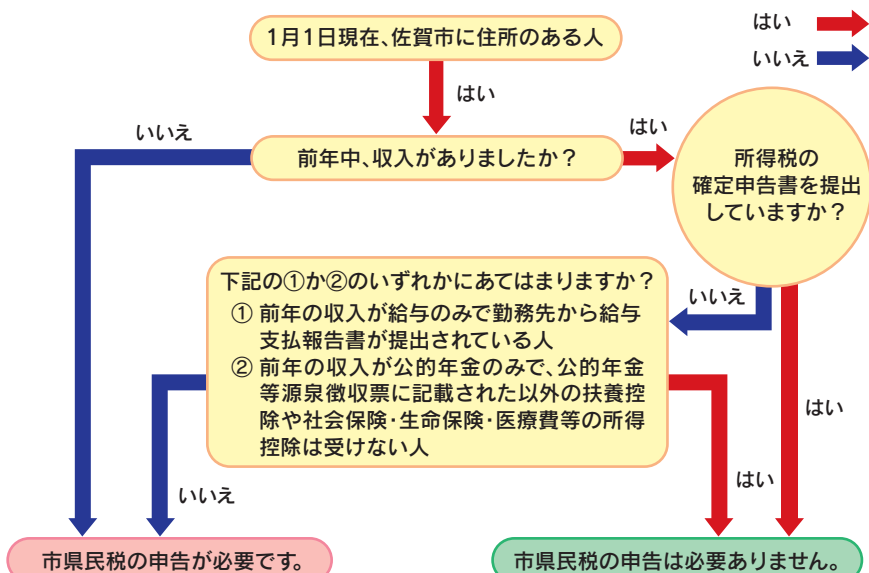 はい
いいえ
1月1日現在、佐賀市に住所のある人
はい
いいえ
はい
前年中、収入がありましたか？
所得税の
確定申告書を提出
していますか？
下記の①か②のいずれかにあてはまりますか？
① 前年の収入が給与のみで勤務先から給与
支払報告書が提出されている人
② 前年の収入が公的年金のみで、公的年金
等源泉徴収票に記載された以外の扶養控
除や社会保険・生命保険・医療費等の所得
控除は受けない人
いいえ
はい
はい
いいえ
市県民税の申告が必要です。
市県民税の申告は必要ありません。